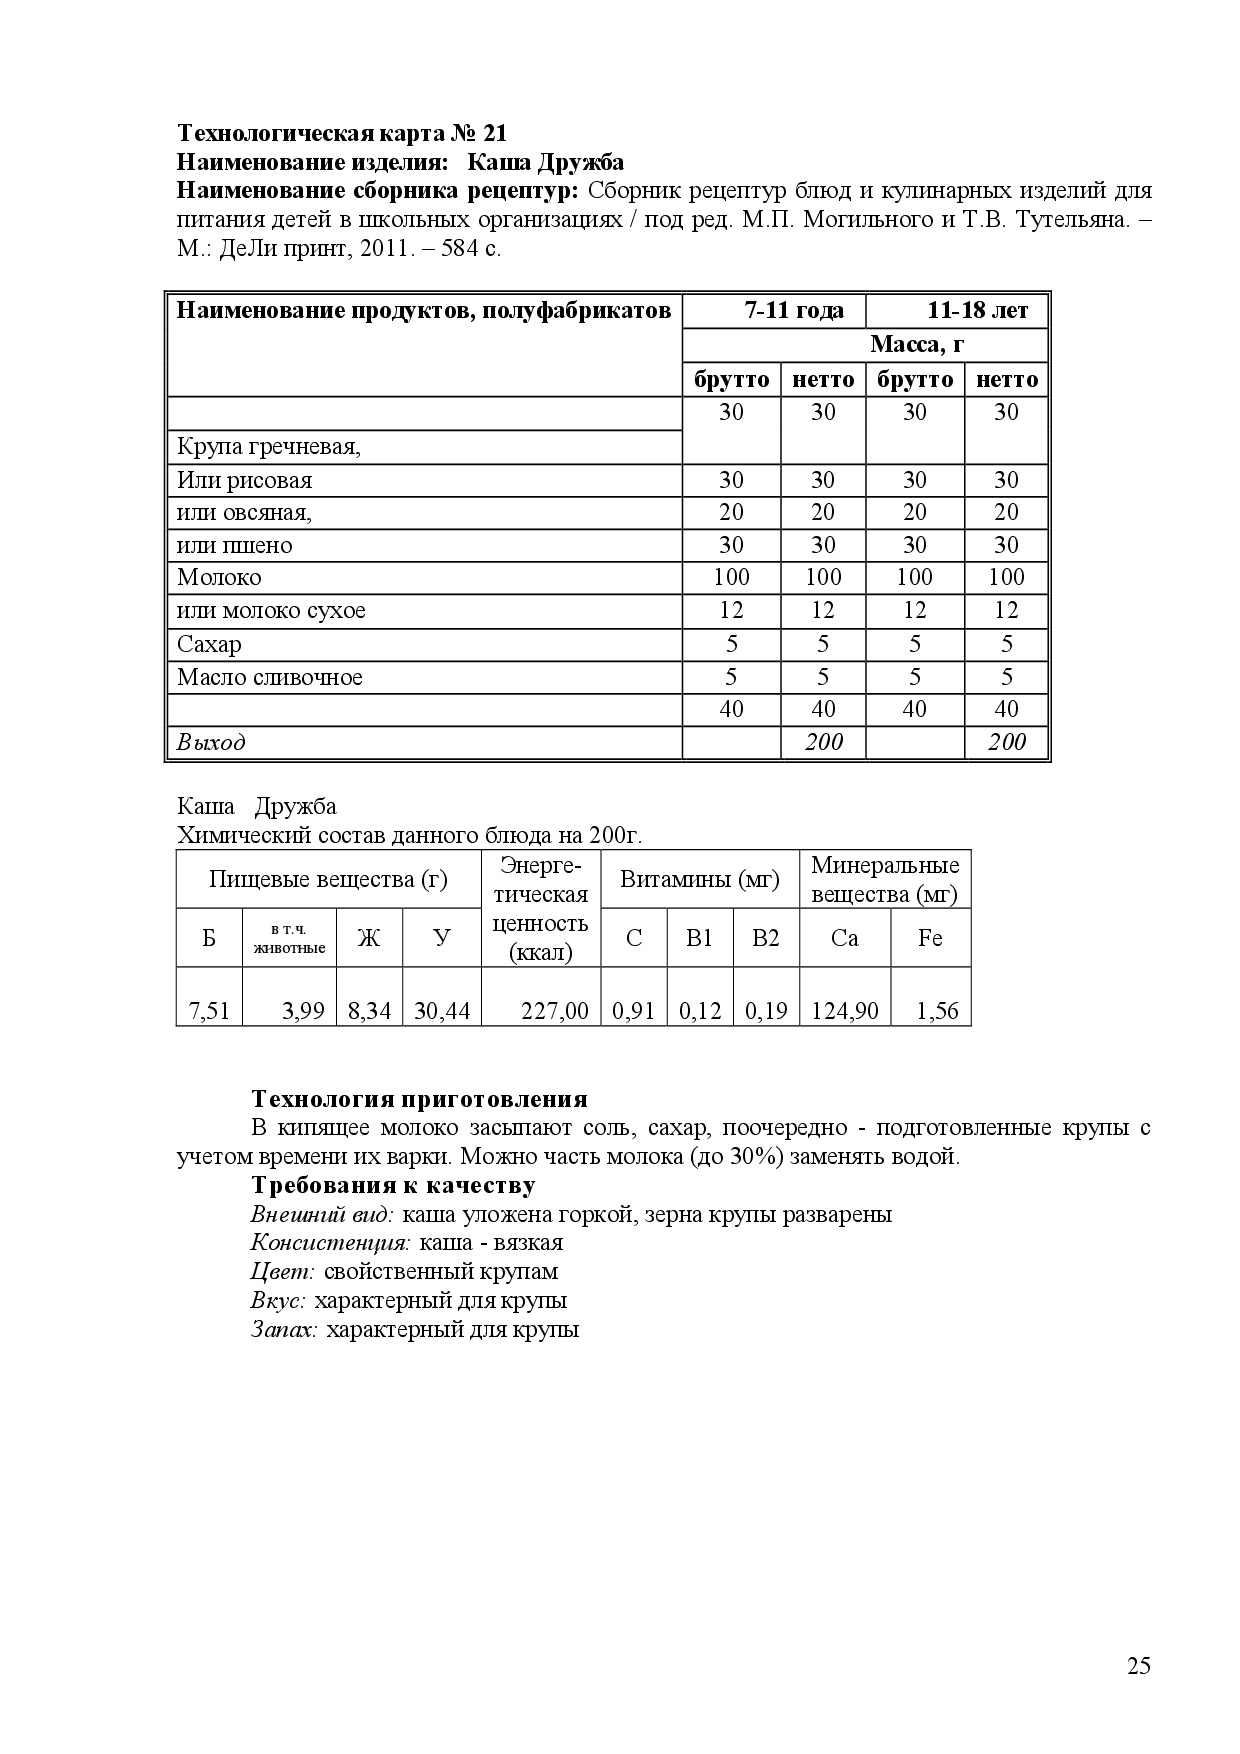 Технологическая карта № 21
Наименование изделия: Каша Дружба
Наименование сборника рецептур: Сборник рецептур блюд и кулинарных изделий для
питания детей в школьных организациях / под ред. М.П. Могильного и Т.В. Тутельяна. –
М.: ДеЛи принт, 2011. – 584 с.
Наименование продуктов, полуфабрикатов 7-11 года 11-18 лет
Масса, г
брутто нетто брутто нетто
30 30 30 30
Крупа гречневая,
Или рисовая 30 30 30 30
или овсяная, 20 20 20 20
или пшено 30 30 30 30
Молоко 100 100 100 100
или молоко сухое 12 12 12 12
Сахар 5 5 5 5
Масло сливочное 5 5 5 5
40 40 40 40
Выход 200 200
Каша Дружба
Химический состав данного блюда на 200г.
Пищевые вещества (г) Энерге-
тическая
ценность
(ккал) Витамины (мг) Минеральные
вещества (мг)
Б в т.ч.
животные Ж У С В1 В2 Са Fe
7,51 3,99 8,34 30,44 227,00 0,91 0,12 0,19 124,90 1,56
Технология приготовления
В кипящее молоко засыпают соль, сахар, поочередно - подготовленные крупы с
учетом времени их варки. Можно часть молока (до 30%) заменять водой.
Требования к качеству
Внешний вид: каша уложена горкой, зерна крупы разварены
Консистенция: каша - вязкая
Цвет: свойственный крупам
Вкус: характерный для крупы
Запах: характерный для крупы
25